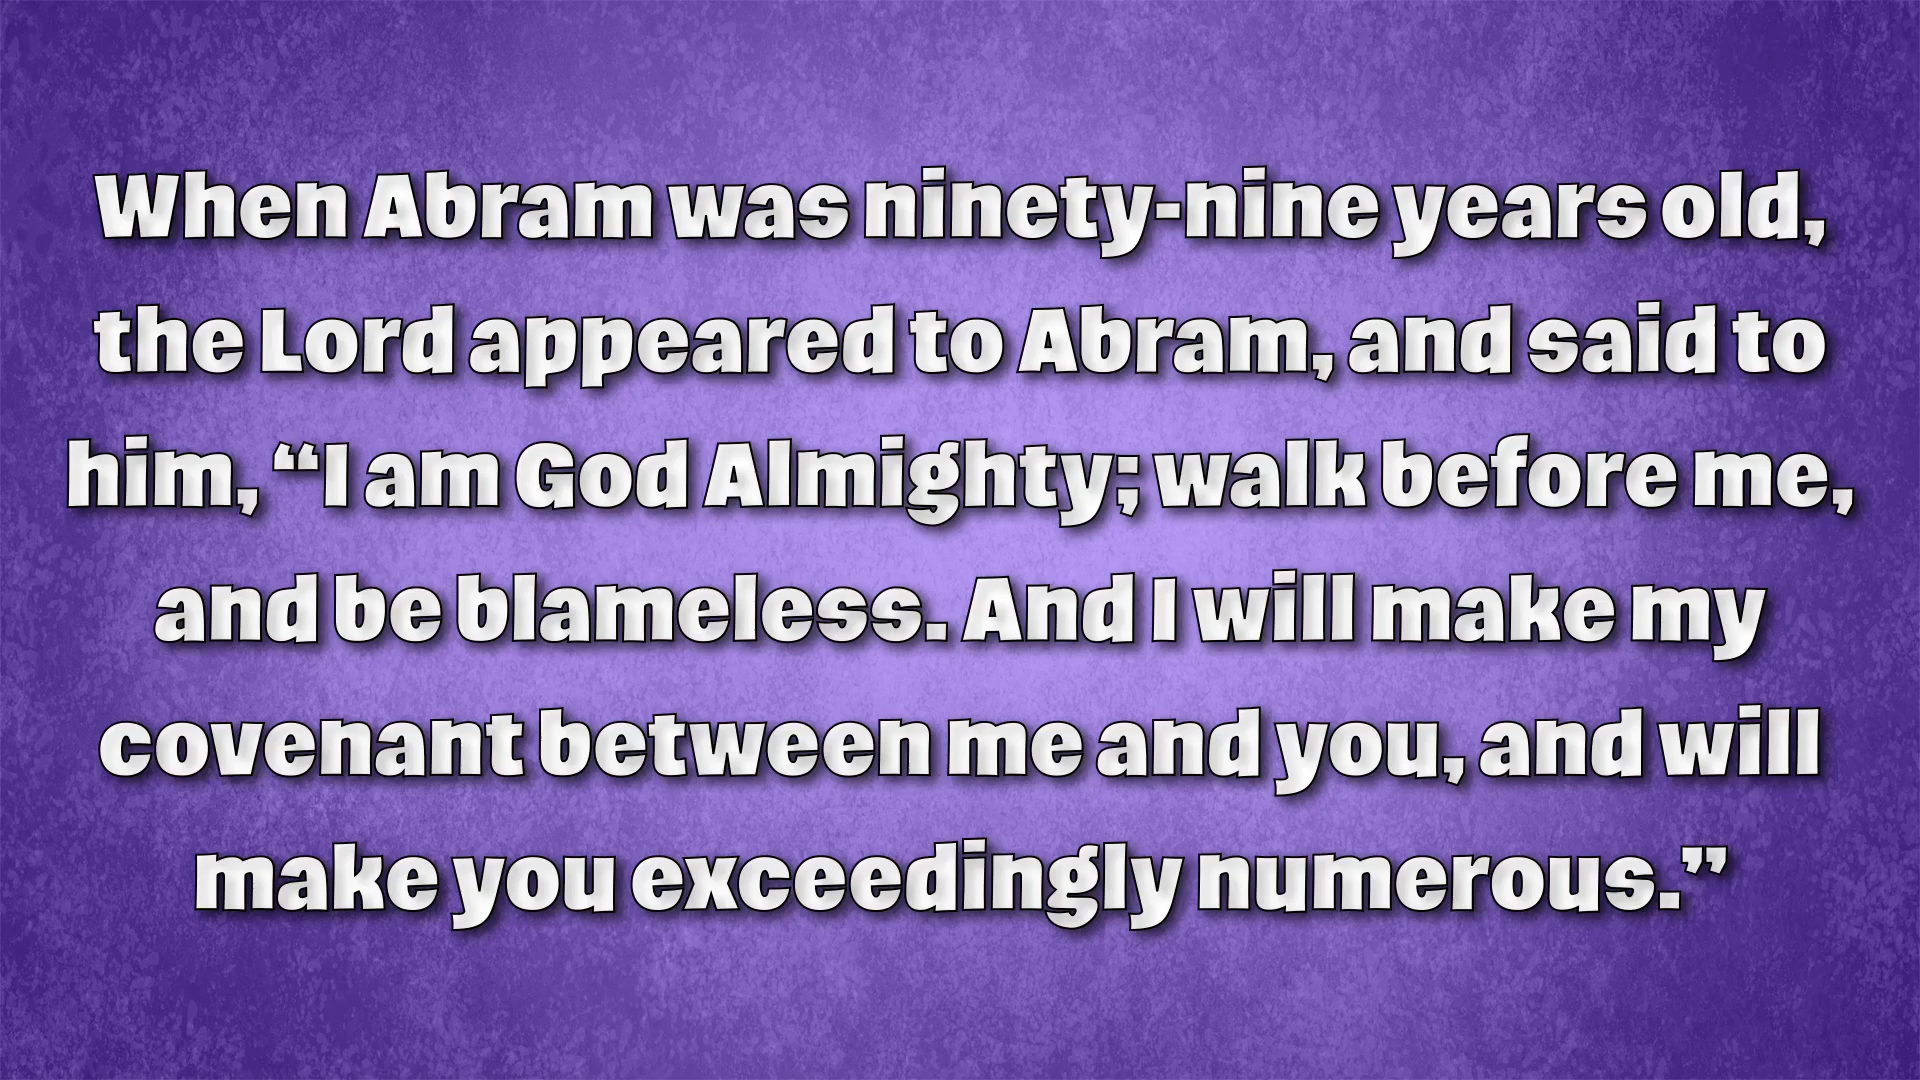 When Abram was ninety-nine years old,
the Lord appeared to Abram, and said to
him, “I am God Almighty; walk before me,
and be blameless. And I will make my
covenant between me and you, and will
make you exceedingly numerous.”